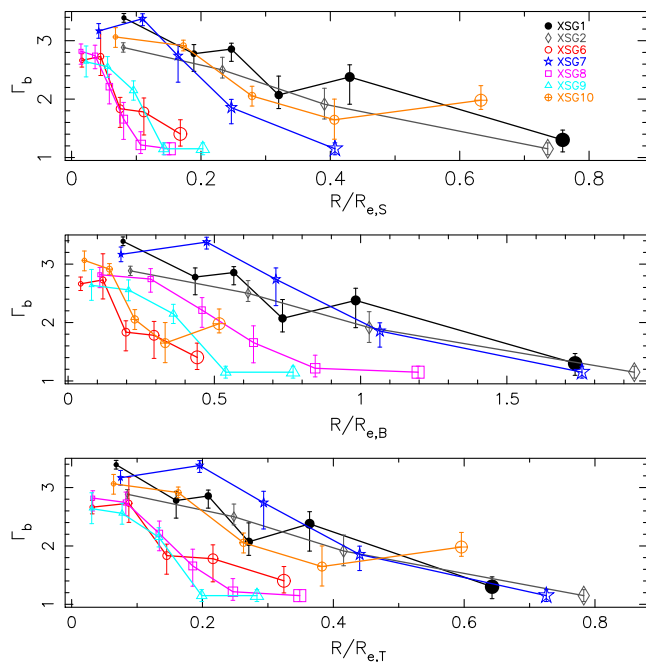 XSG1
XSG2
XSG6
XSG7
XSG8
XSG9
XSG10
Γb
3
2
1
0 0.2 0.4 0.6 0.8
R/Re,S
Γb
3
2
1
0 0.5 1 1.5
R/Re,B
Γb
3
2
1
0 0.2 0.4 0.6 0.8
R/Re,T